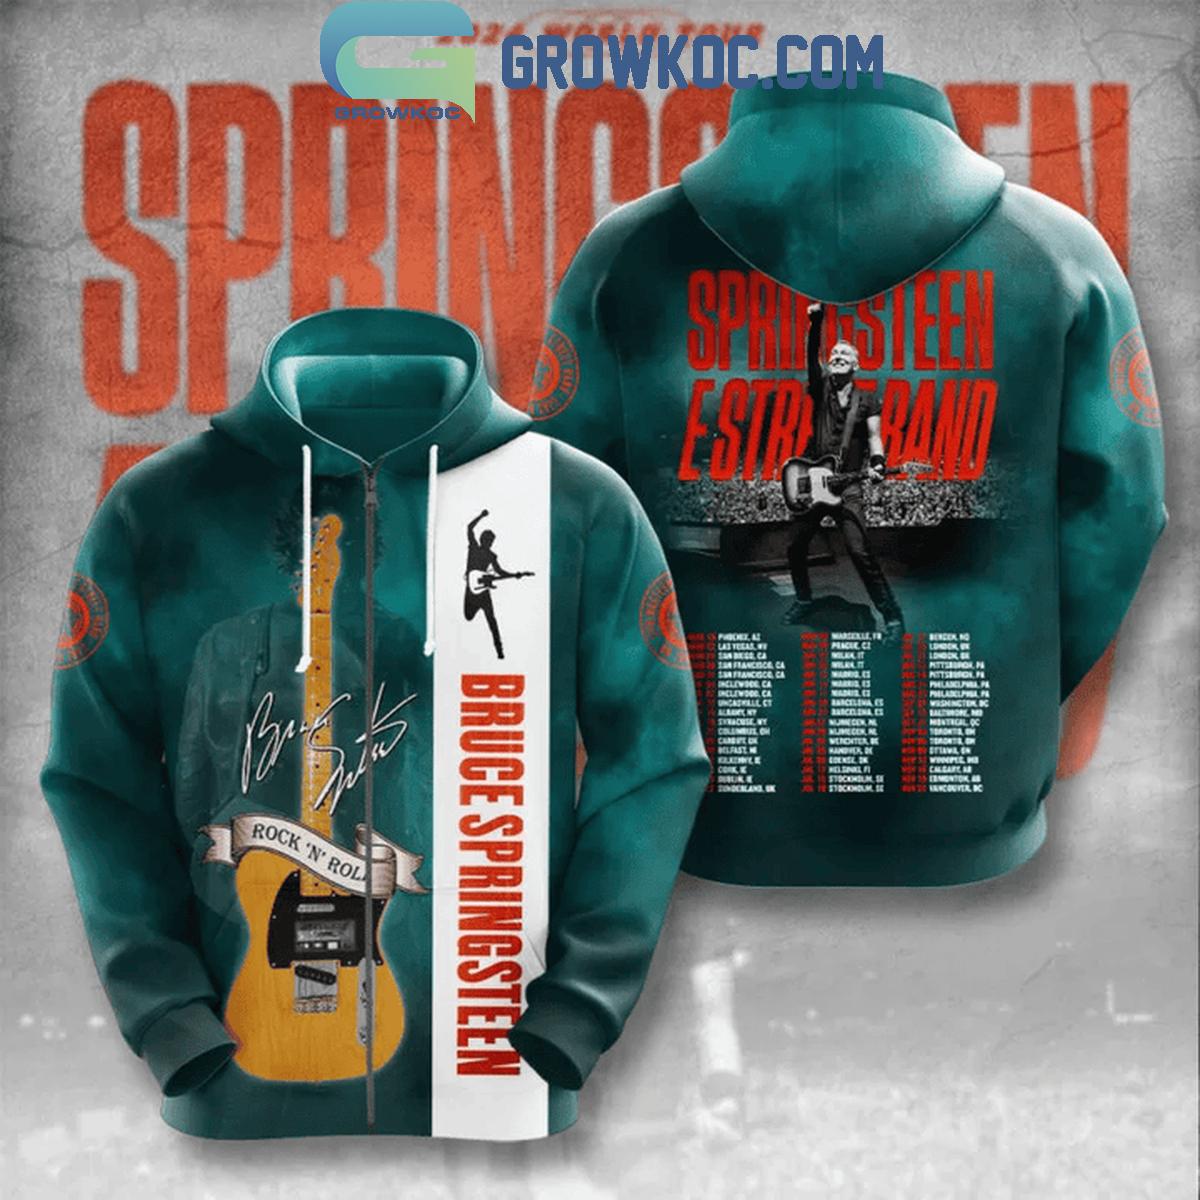 2024 WORLD TOUR
GROWKOC.COM
GROWKOC
SPRINGSTEEN
SPRINGSTEEN
E STREET BAND
PHOENIX, AZ
LAS VEGAS, NV
SAN DIEGO, CA
SAN FRANCISCO, CA
SAN FRANCISCO, CA
INGLEWOOD, CA
INGLEWOOD, CA
UNCASVILLE, CT
ALBANY, NY
SYRACUSE, NY
COLUMBUS, OH
CARDIFF, UK
BELFAST, NI
KILKENNY, IE
CORK, IE
DUBLIN, IE
SUNDERLAND, UK
MARSEILLE, FR
PRAGUE, CZ
MILAN, IT
MILAN, IT
MADRID, ES
MADRID, ES
MADRID, ES
BARCELONA, ES
BARCELONA, ES
NIJMEGEN, NL
NIJMEGEN, NL
WERCHTER, BE
HANOVER, DE
ODENSE, DK
HELSINKI, FI
STOCKHOLM, SE
STOCKHOLM, SE
BERGEN, NO
LONDON, UK
LONDON, UK
PITTSBURGH, PA
PITTSBURGH, PA
PHILADELPHIA, PA
PHILADELPHIA, PA
WASHINGTON, DC
BALTIMORE, MD
MONTREAL, QC
TORONTO, ON
TORONTO, ON
OTTAWA, ON
WINNIPEG, MB
CALGARY, AB
EDMONTON, AB
VANCOUVER, BC
Bruce Springsteen
ROCK 'N' ROLL
BRUCE SPRINGSTEEN